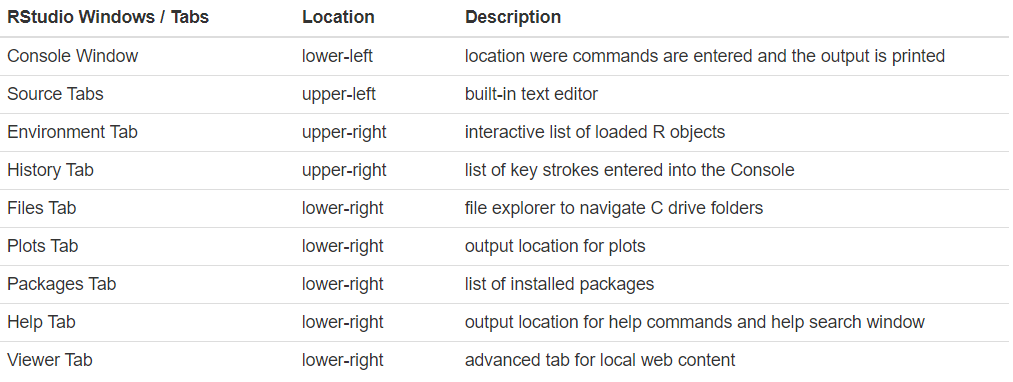 RStudio Windows / Tabs Location Description
Console Window lower-left location were commands are entered and the output is printed
Source Tabs upper-left built-in text editor
Environment Tab upper-right interactive list of loaded R objects
History Tab upper-right list of key strokes entered into the Console
Files Tab lower-right file explorer to navigate C drive folders
Plots Tab lower-right output location for plots
Packages Tab lower-right list of installed packages
Help Tab lower-right output location for help commands and help search window
Viewer Tab lower-right advanced tab for local web content